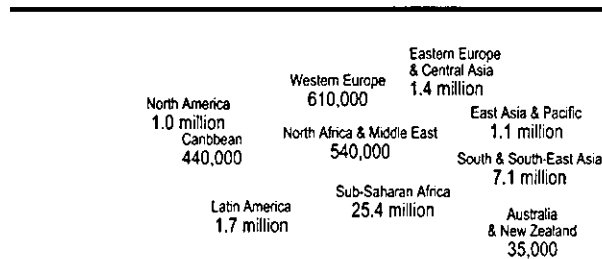 Eastern Europe
& Central Asia
1.4 million
Western Europe
610,000
North America
1.0 million
East Asia & Pacific
1.1 million
Caribbean
440,000
North Africa & Middle East
540,000
South & South-East Asia
7.1 million
Sub-Saharan Africa
25.4 million
Latin America
1.7 million
Australia
& New Zealand
35,000